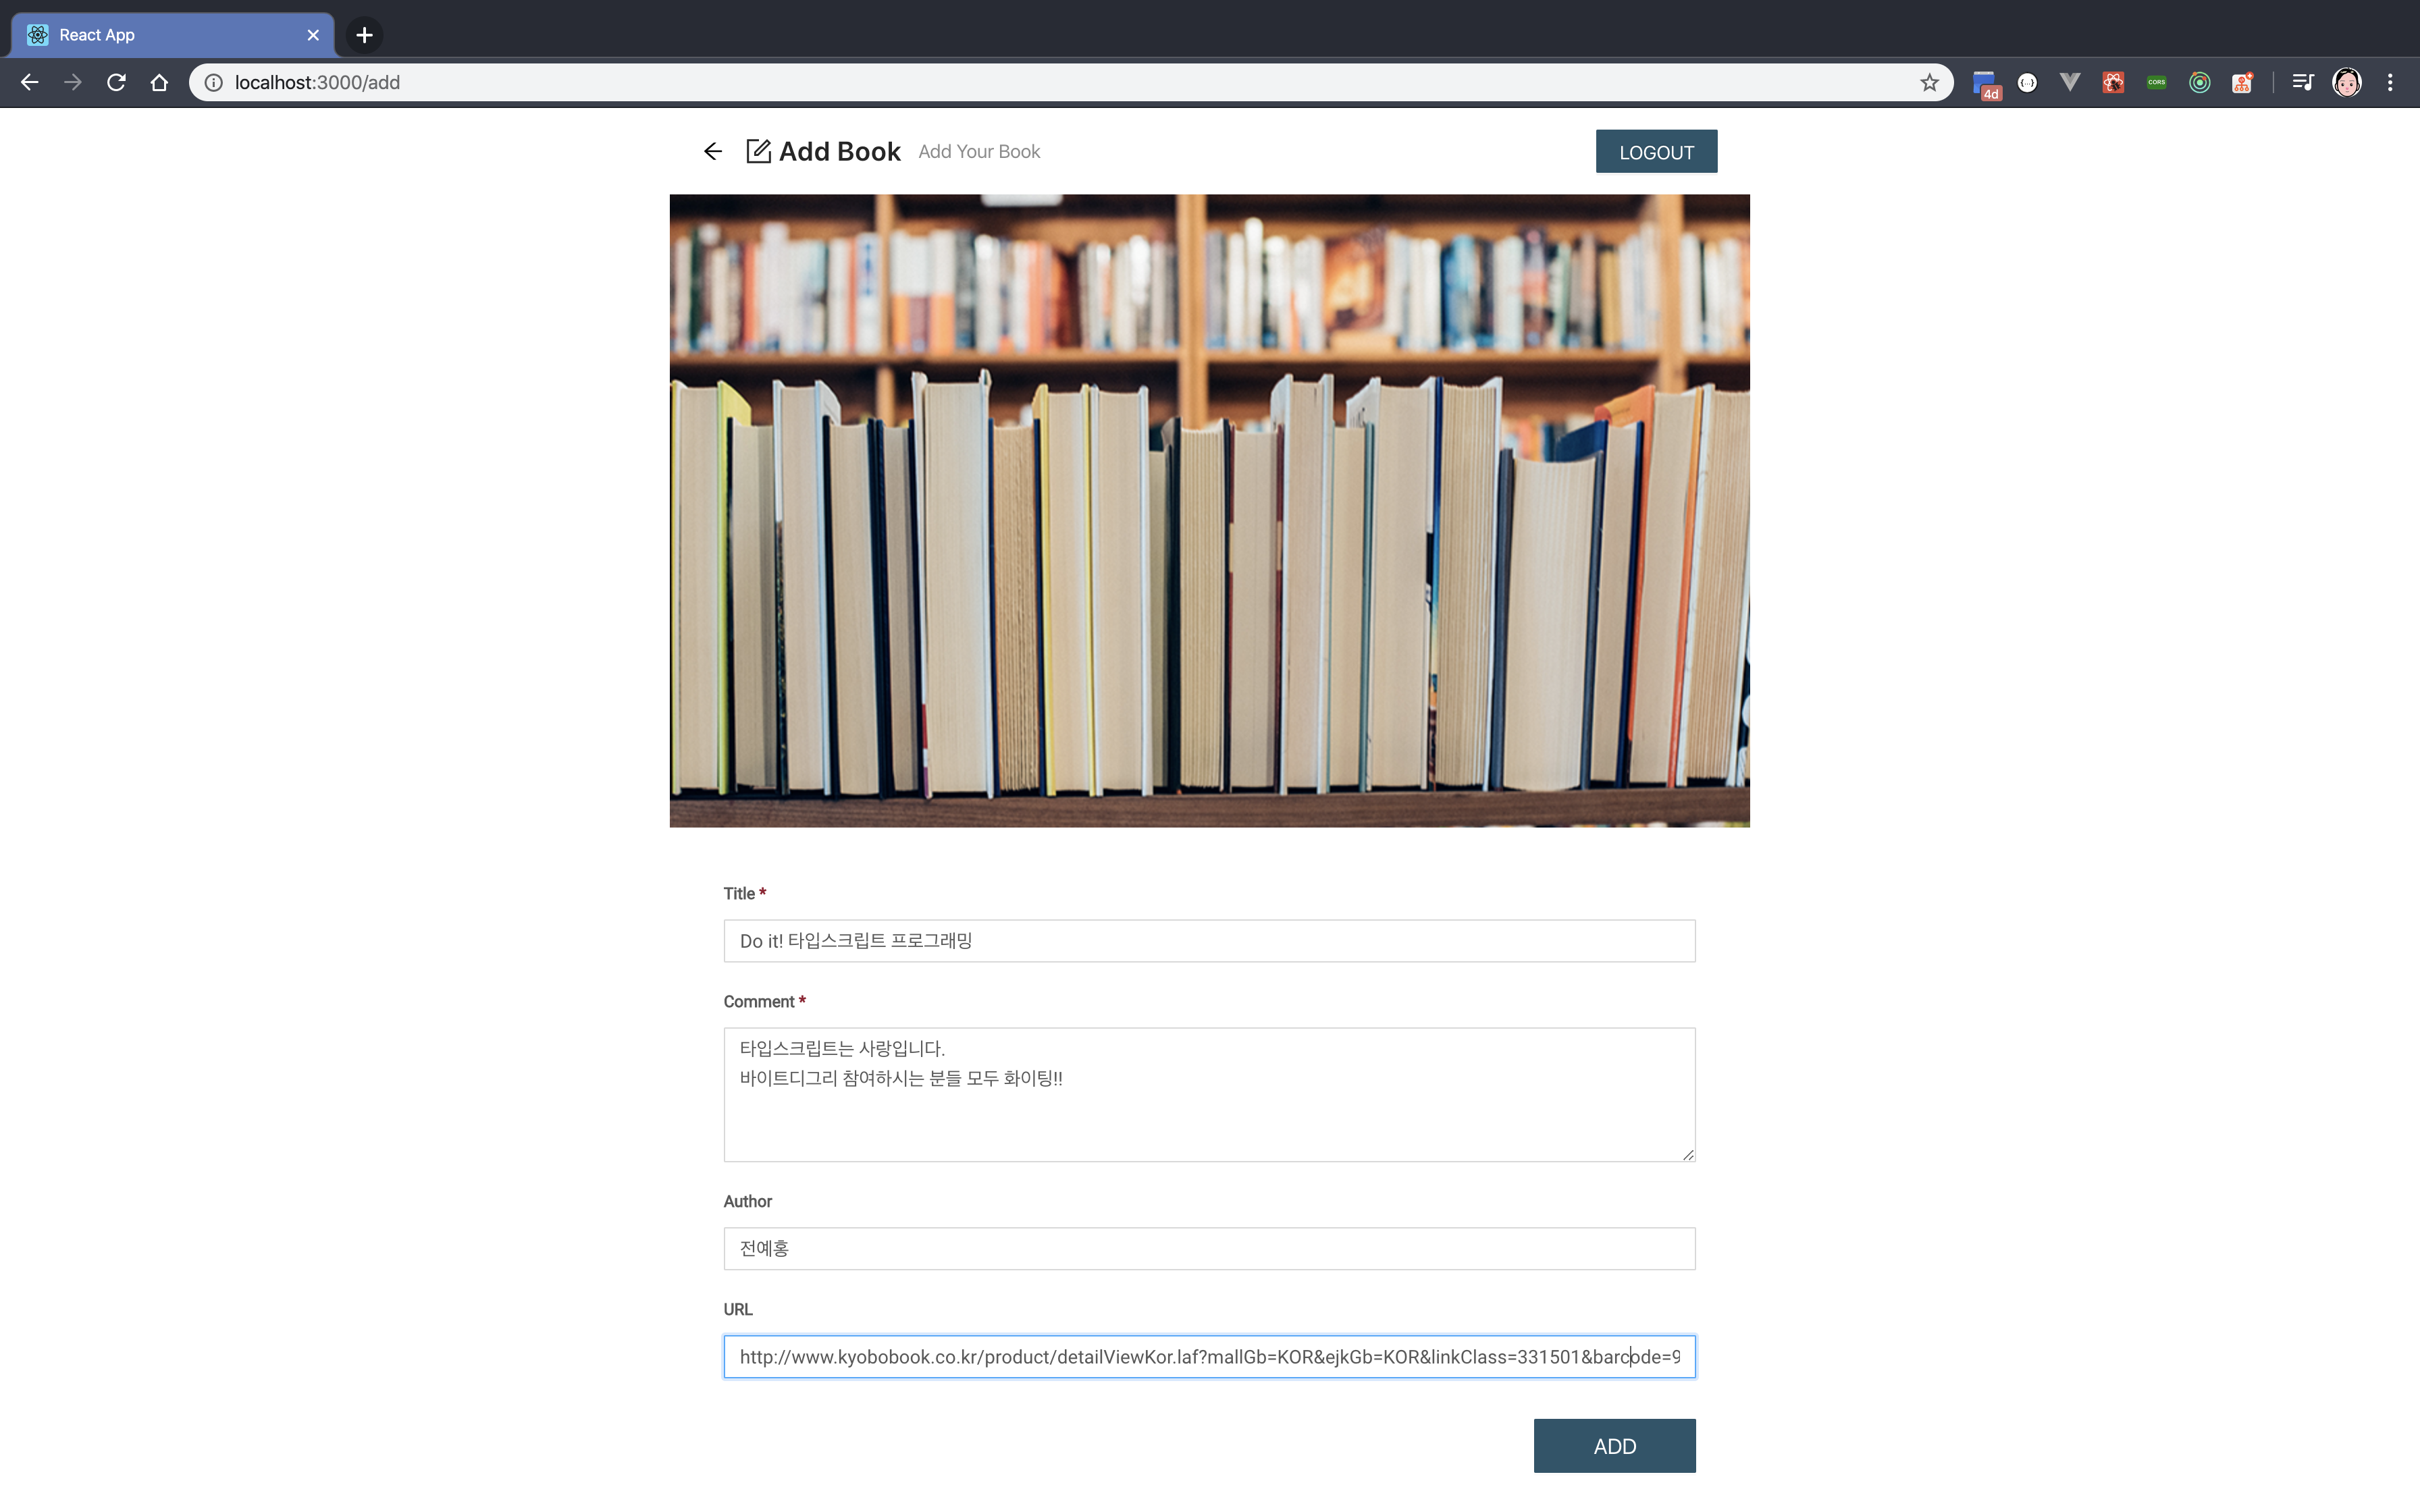 React App
localhost:3000/add
4d
CORS
Add Book
Add Your Book
LOGOUT
Title *
Do it! 타입스크립트 프로그래밍
Comment *
타입스크립트는 사랑입니다.
바이트디그리 참여하시는 분들 모두 화이팅!!
Author
전예홍
URL
http://www.kyobobook.co.kr/product/detailViewKor.laf?mallGb=KOR&ejkGb=KOR&linkClass=331501&barcode=9
ADD